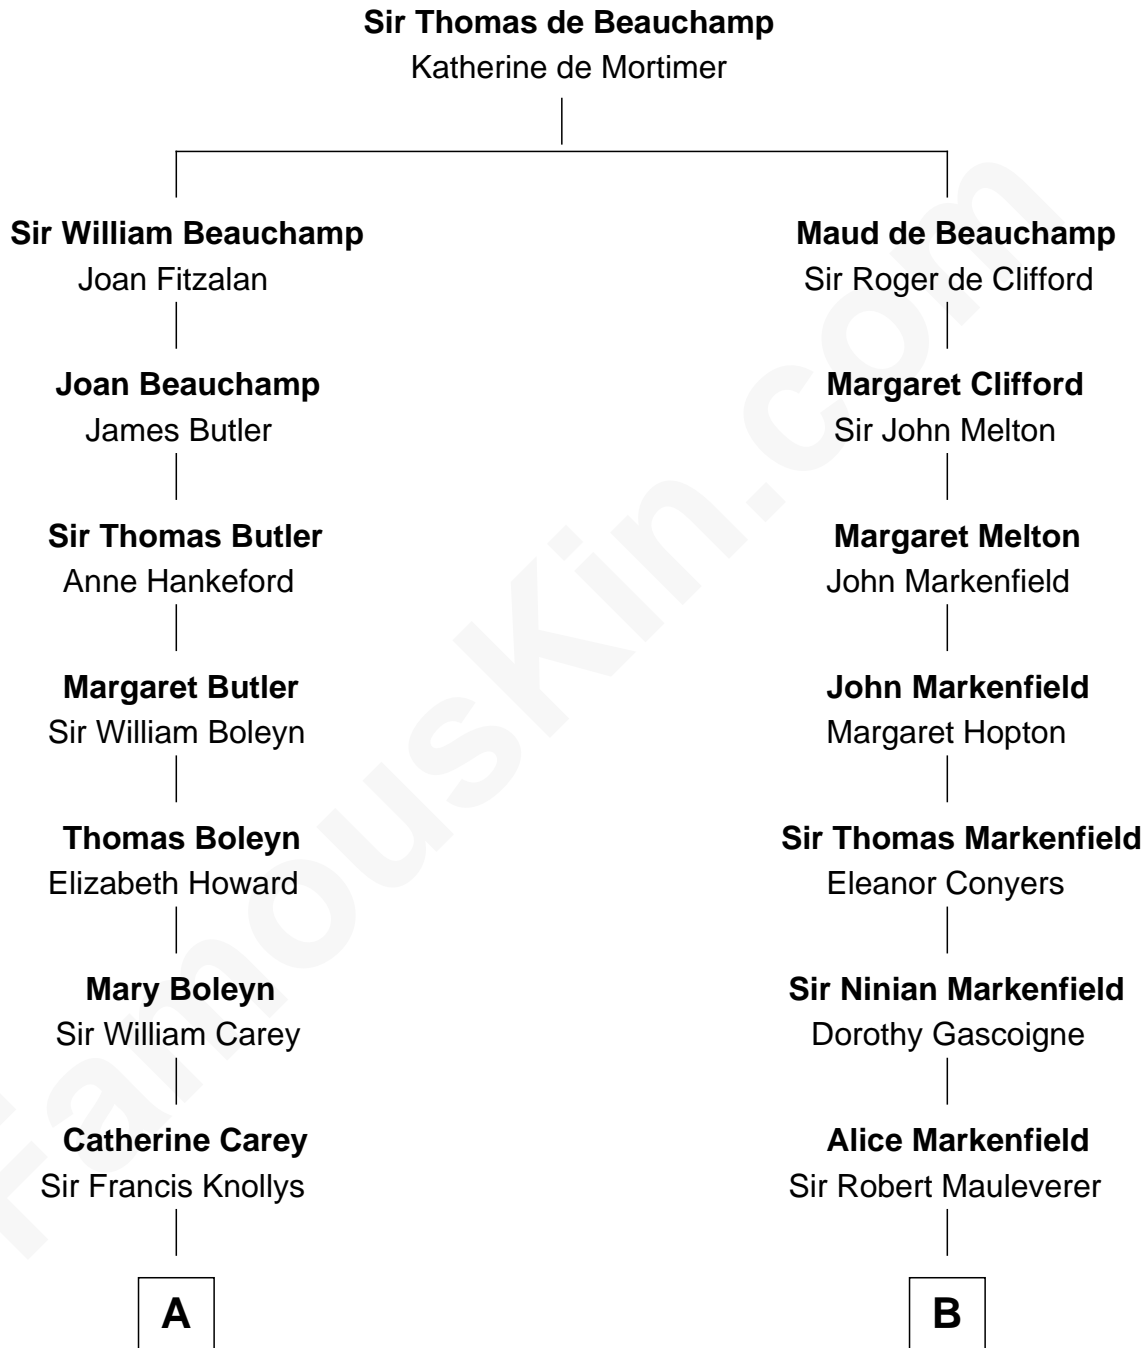 Sir Thomas de Beauchamp
Katherine de Mortimer
Sir William Beauchamp
Joan Fitzalan
Maud de Beauchamp
Sir Roger de Clifford
Joan Beauchamp
James Butler
Margaret Clifford
Sir John Melton
Sir Thomas Butler
Anne Hankeford
Margaret Melton
John Markenfield
Margaret Butler
Sir William Boleyn
John Markenfield
Margaret Hopton
Thomas Boleyn
Elizabeth Howard
Sir Thomas Markenfield
Eleanor Conyers
Mary Boleyn
Sir William Carey
Sir Ninian Markenfield
Dorothy Gascoigne
Catherine Carey
Sir Francis Knollys
Alice Markenfield
Sir Robert Mauleverer
A
B
FamousKin.com